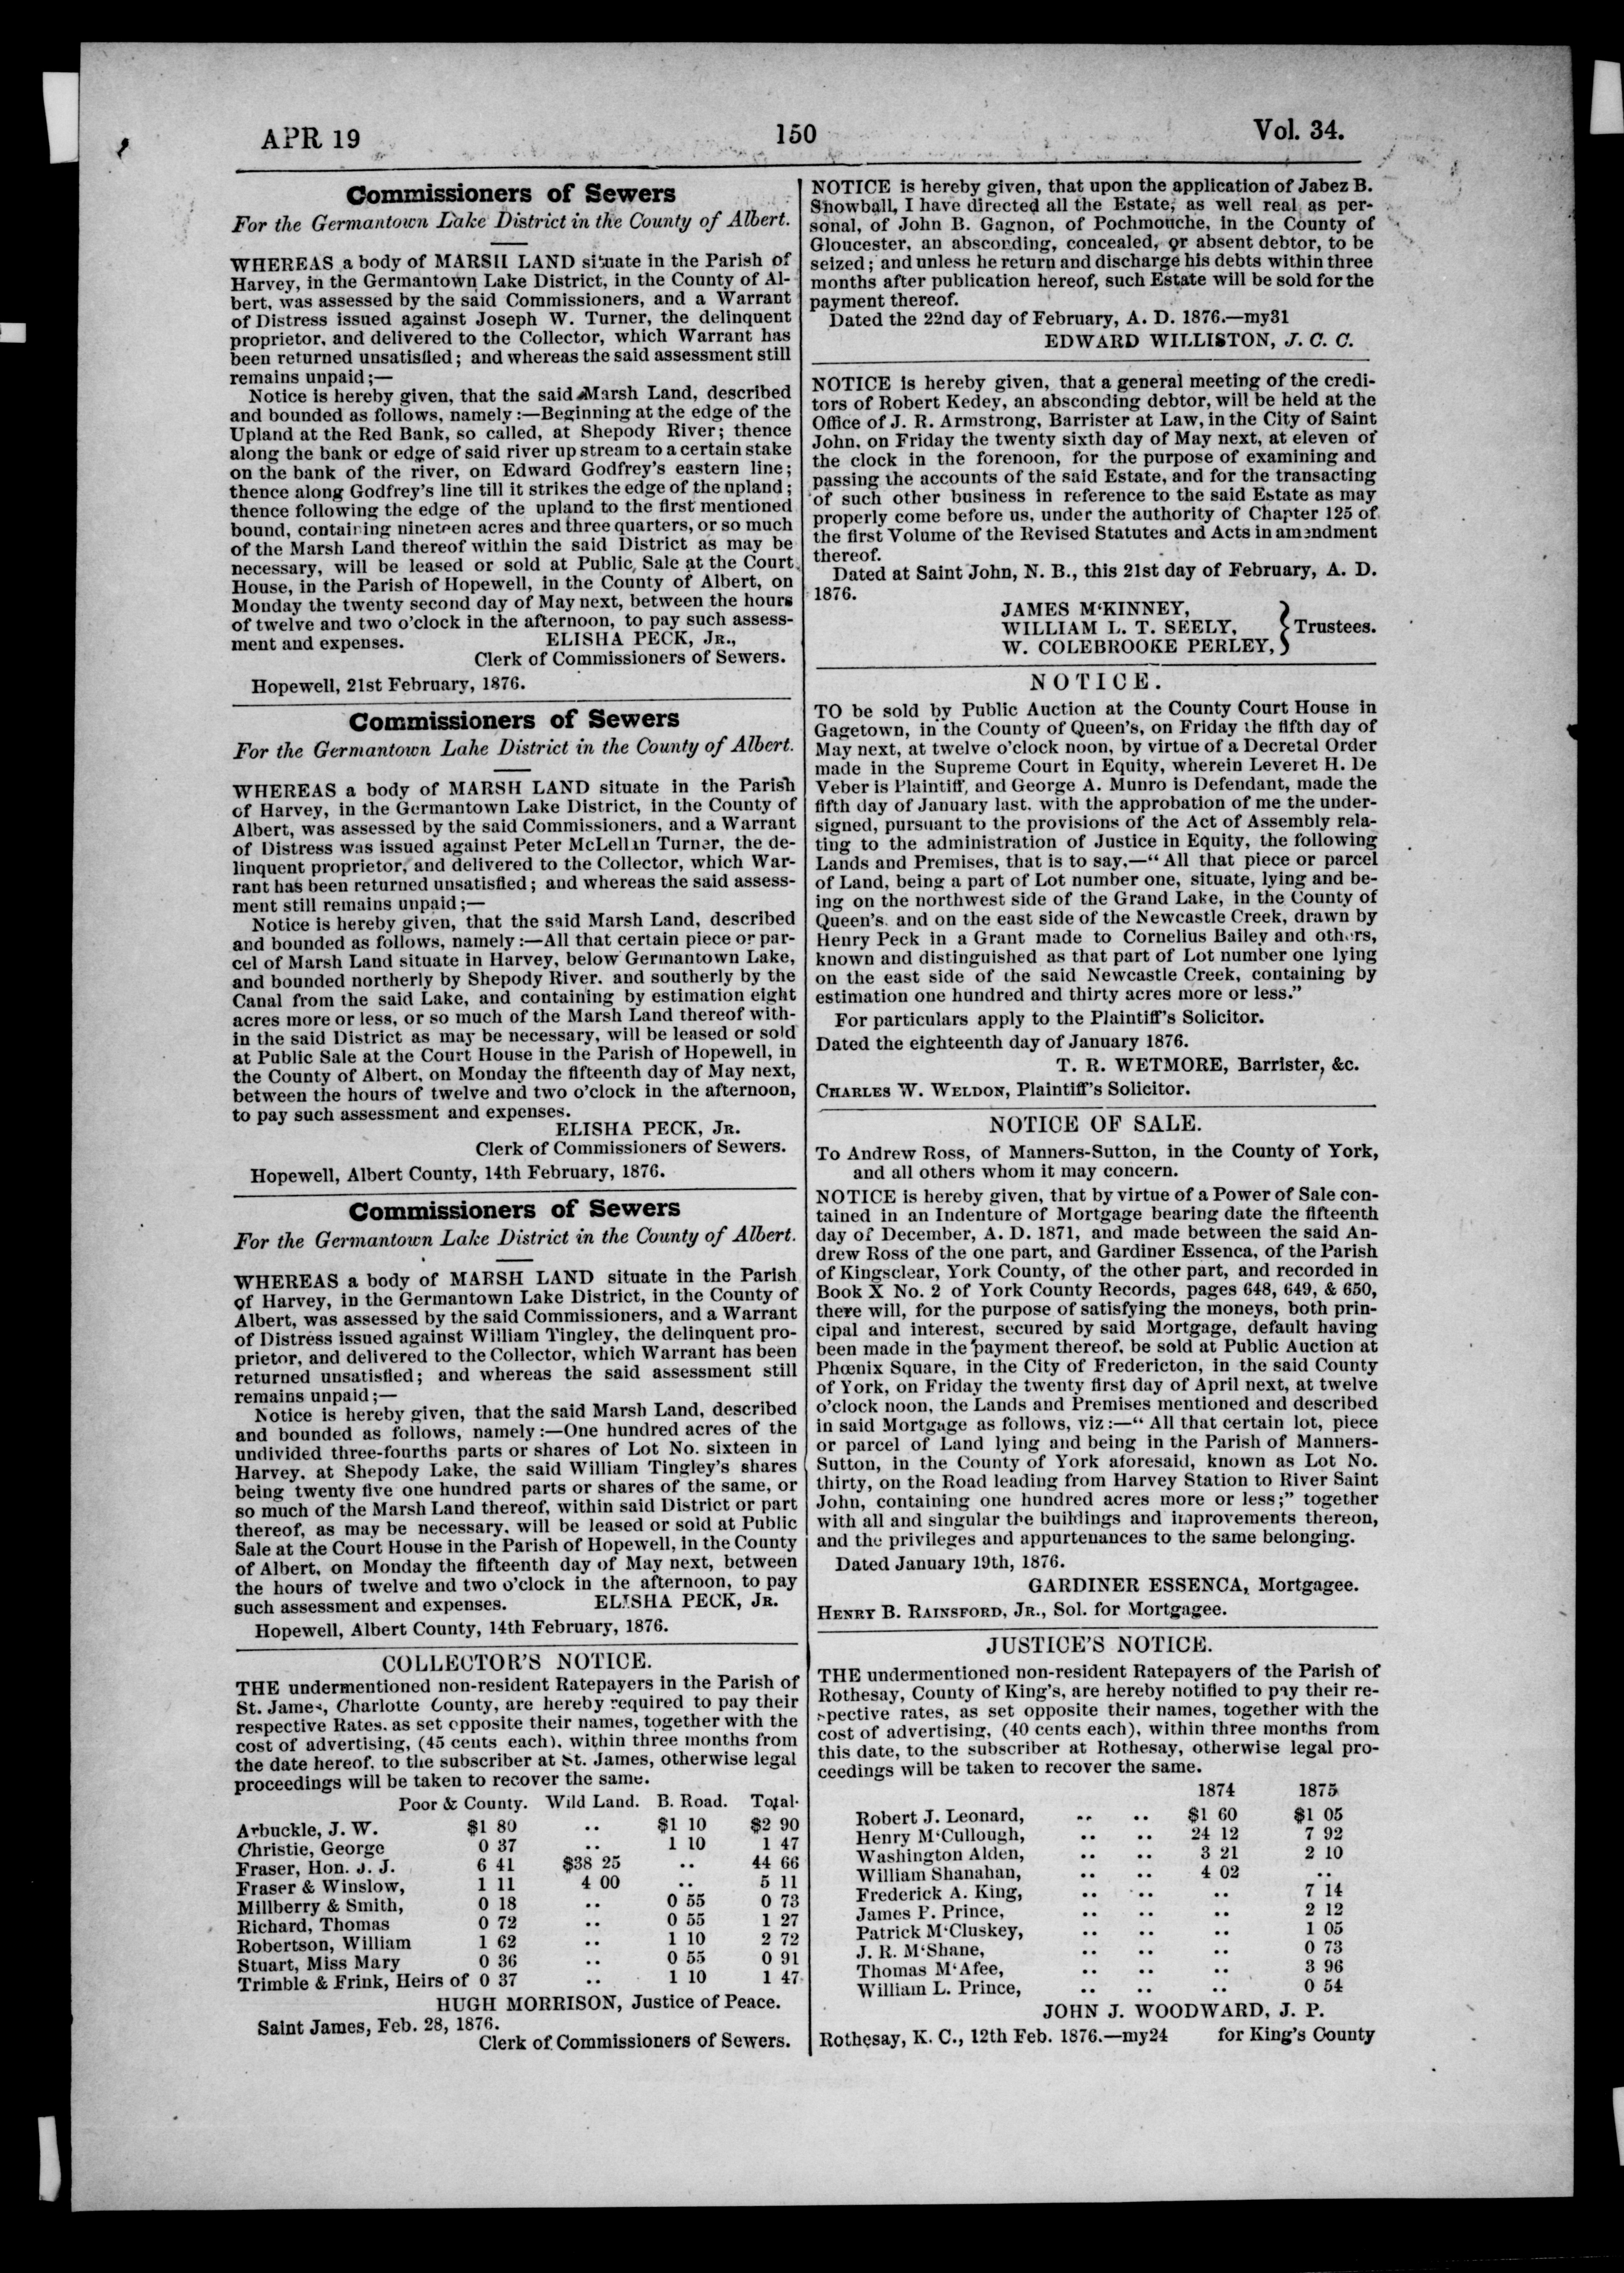 APR 19
150
Vol. 34.
Commissioners of Sewers
For the Germantown Lake District in the County of Albert.
WHEREAS a body of MARSH LAND situate in the Parish of
Harvey, in the Germantown Lake District, in the County of Al-
bert, was assessed by the said Commissioners, and a Warrant
of Distress issued against Joseph W. Turner, the delinquent
proprietor, and delivered to the Collector, which Warrant has
been returned unsatisfied; and whereas the said assessment still
remains unpaid;—
Notice is hereby given, that the said Marsh Land, described
and bounded as follows, namely:—Beginning at the edge of the
Upland at the Red Bank, so called, at Shepody River; thence
along the bank or edge of said river up stream to a certain stake
on the bank of the river, on Edward Godfrey's eastern line;
thence along Godfrey's line till it strikes the edge of the upland;
thence following the edge of the upland to the first mentioned
bound, containing nineteen acres and three quarters, or so much
of the Marsh Land thereof within the said District as may be
necessary, will be leased or sold at Public Sale at the Court
House, in the Parish of Hopewell, in the County of Albert, on
Monday the twenty second day of May next, between the hours
of twelve and two o'clock in the afternoon, to pay such assess-
ment and expenses. ELISHA PECK, JR.,
Clerk of Commissioners of Sewers.
Hopewell, 21st February, 1876.
Commissioners of Sewers
For the Germantown Lahe District in the County of Albert.
WHEREAS a body of MARSH LAND situate in the Parish
of Harvey, in the Germantown Lake District, in the County of
Albert, was assessed by the said Commissioners, and a Warrant
of Distress was issued against Peter McLellan Turner, the de-
linquent proprietor, and delivered to the Collector, which War-
rant has been returned unsatisfied; and whereas the said assess-
ment still remains unpaid;—
Notice is hereby given, that the said Marsh Land, described
and bounded as follows, namely:—All that certain piece or par-
cel of Marsh Land situate in Harvey, below Germantown Lake,
and bounded northerly by Shepody River, and southerly by the
Canal from the said Lake, and containing by estimation eight
acres more or less, or so much of the Marsh Land thereof with-
in the said District as may be necessary, will be leased or sold
at Public Sale at the Court House in the Parish of Hopewell, in
the County of Albert, on Monday the fifteenth day of May next,
between the hours of twelve and two o'clock in the afternoon,
to pay such assessment and expenses.
ELISHA PECK, JR.
Clerk of Commissioners of Sewers.
Hopewell, Albert County, 14th February, 1876.
Commissioners of Sewers
For the Germantown Lake District in the County of Albert.
WHEREAS a body of MARSH LAND situate in the Parish
of Harvey, in the Germantown Lake District, in the County of
Albert, was assessed by the said Commissioners, and a Warrant
of Distress issued against William Tingley, the delinquent pro-
prietor, and delivered to the Collector, which Warrant has been
returned unsatisfied; and whereas the said assessment still
remains unpaid;—
Notice is hereby given, that the said Marsh Land, described
and bounded as follows, namely:—One hundred acres of the
undivided three-fourths parts or shares of Lot No. sixteen in
Harvey, at Shepody Lake, the said William Tingley's shares
being twenty five one hundred parts or shares of the same, or
so much of the Marsh Land thereof, within said District or part
thereof, as may be necessary, will be leased or sold at Public
Sale at the Court House in the Parish of Hopewell, in the County
of Albert, on Monday the fifteenth day of May next, between
the hours of twelve and two o'clock in the afternoon, to pay
such assessment and expenses. ELISHA PECK, JR.
Hopewell, Albert County, 14th February, 1876.
COLLECTOR'S NOTICE.
THE undermentioned non-resident Ratepayers in the Parish of
St. James, Charlotte County, are hereby required to pay their
respective Rates, as set opposite their names, together with the
cost of advertising, (45 cents each), within three months from
the date hereof, to the subscriber at St. James, otherwise legal
proceedings will be taken to recover the same.
Poor & County. Wild Land. B. Road. Total.
Arbuckle, J. W. $1 80 .. $1 10 $2 90
Christie, George 0 37 .. 1 10 1 47
Fraser, Hon. J. J. 6 41 $38 25 .. 44 66
Fraser & Winslow, 1 11 4 00 .. 5 11
Millberry & Smith, 0 18 .. 0 55 0 73
Richard, Thomas 0 72 .. 0 55 1 27
Robertson, William 1 62 .. 1 10 2 72
Stuart, Miss Mary 0 36 .. 0 55 0 91
Trimble & Frink, Heirs of 0 37 .. 1 10 1 47
HUGH MORRISON, Justice of Peace.
Saint James, Feb. 28, 1876.
Clerk of Commissioners of Sewers.
NOTICE is hereby given, that upon the application of Jabez B.
Snowball, I have directed all the Estate, as well real as per-
sonal, of John B. Gagnon, of Pochmouche, in the County of
Gloucester, an absconding, concealed, or absent debtor, to be
seized; and unless he return and discharge his debts within three
months after publication hereof, such Estate will be sold for the
payment thereof.
Dated the 22nd day of February, A. D. 1876.—my31
EDWARD WILLISTON, J. C. C.
NOTICE is hereby given, that a general meeting of the credi-
tors of Robert Kedey, an absconding debtor, will be held at the
Office of J. R. Armstrong, Barrister at Law, in the City of Saint
John, on Friday the twenty sixth day of May next, at eleven of
the clock in the forenoon, for the purpose of examining and
passing the accounts of the said Estate, and for the transacting
of such other business in reference to the said Estate as may
properly come before us, under the authority of Chapter 125 of
the first Volume of the Revised Statutes and Acts in amendment
thereof.
Dated at Saint John, N. B., this 21st day of February, A. D.
1876.
JAMES M'KINNEY,
WILLIAM L. T. SEELY, } Trustees.
W. COLEBROOKE PERLEY,
NOTICE.
TO be sold by Public Auction at the County Court House in
Gagetown, in the County of Queen's, on Friday the fifth day of
May next, at twelve o'clock noon, by virtue of a Decretal Order
made in the Supreme Court in Equity, wherein Leveret H. De
Veber is Plaintiff, and George A. Munro is Defendant, made the
fifth day of January last, with the approbation of me the under-
signed, pursuant to the provisions of the Act of Assembly rela-
ting to the administration of Justice in Equity, the following
Lands and Premises, that is to say,—"All that piece or parcel
of Land, being a part of Lot number one, situate, lying and be-
ing on the northwest side of the Grand Lake, in the County of
Queen's, and on the east side of the Newcastle Creek, drawn by
Henry Peck in a Grant made to Cornelius Bailey and others,
known and distinguished as that part of Lot number one lying
on the east side of the said Newcastle Creek, containing by
estimation one hundred and thirty acres more or less."
For particulars apply to the Plaintiff's Solicitor.
Dated the eighteenth day of January 1876.
T. R. WETMORE, Barrister, &c.
CHARLES W. WELDON, Plaintiff's Solicitor.
NOTICE OF SALE.
To Andrew Ross, of Manners-Sutton, in the County of York,
and all others whom it may concern.
NOTICE is hereby given, that by virtue of a Power of Sale con-
tained in an Indenture of Mortgage bearing date the fifteenth
day of December, A. D. 1871, and made between the said An-
drew Ross of the one part, and Gardiner Essenca, of the Parish
of Kingsclear, York County, of the other part, and recorded in
Book X No. 2 of York County Records, pages 648, 649, & 650,
there will, for the purpose of satisfying the moneys, both prin-
cipal and interest, secured by said Mortgage, default having
been made in the payment thereof, be sold at Public Auction at
Phœnix Square, in the City of Fredericton, in the said County
of York, on Friday the twenty first day of April next, at twelve
o'clock noon, the Lands and Premises mentioned and described
in said Mortgage as follows, viz:—"All that certain lot, piece
or parcel of Land lying and being in the Parish of Manners-
Sutton, in the County of York aforesaid, known as Lot No.
thirty, on the Road leading from Harvey Station to River Saint
John, containing one hundred acres more or less;" together
with all and singular the buildings and improvements thereon,
and the privileges and appurtenances to the same belonging.
Dated January 19th, 1876.
GARDINER ESSENCA, Mortgagee.
HENRY B. RAINSFORD, JR., Sol. for Mortgagee.
JUSTICE'S NOTICE.
THE undermentioned non-resident Ratepayers of the Parish of
Rothesay, County of King's, are hereby notified to pay their re-
spective rates, as set opposite their names, together with the
cost of advertising, (40 cents each), within three months from
this date, to the subscriber at Rothesay, otherwise legal pro-
ceedings will be taken to recover the same.
1874 1875
Robert J. Leonard, .. .. $1 60 $1 05
Henry M'Cullough, .. .. 24 12 7 92
Washington Alden, .. .. 3 21 2 10
William Shanahan, .. .. 4 02 ..
Frederick A. King, .. .. .. 7 14
James P. Prince, .. .. .. 2 12
Patrick M'Cluskey, .. .. .. 1 05
J. R. M'Shane, .. .. .. 0 73
Thomas M'Afee, .. .. .. 3 96
William L. Prince, .. .. .. 0 54
JOHN J. WOODWARD, J. P.
Rothesay, K. C., 12th Feb. 1876.—my24 for King's County